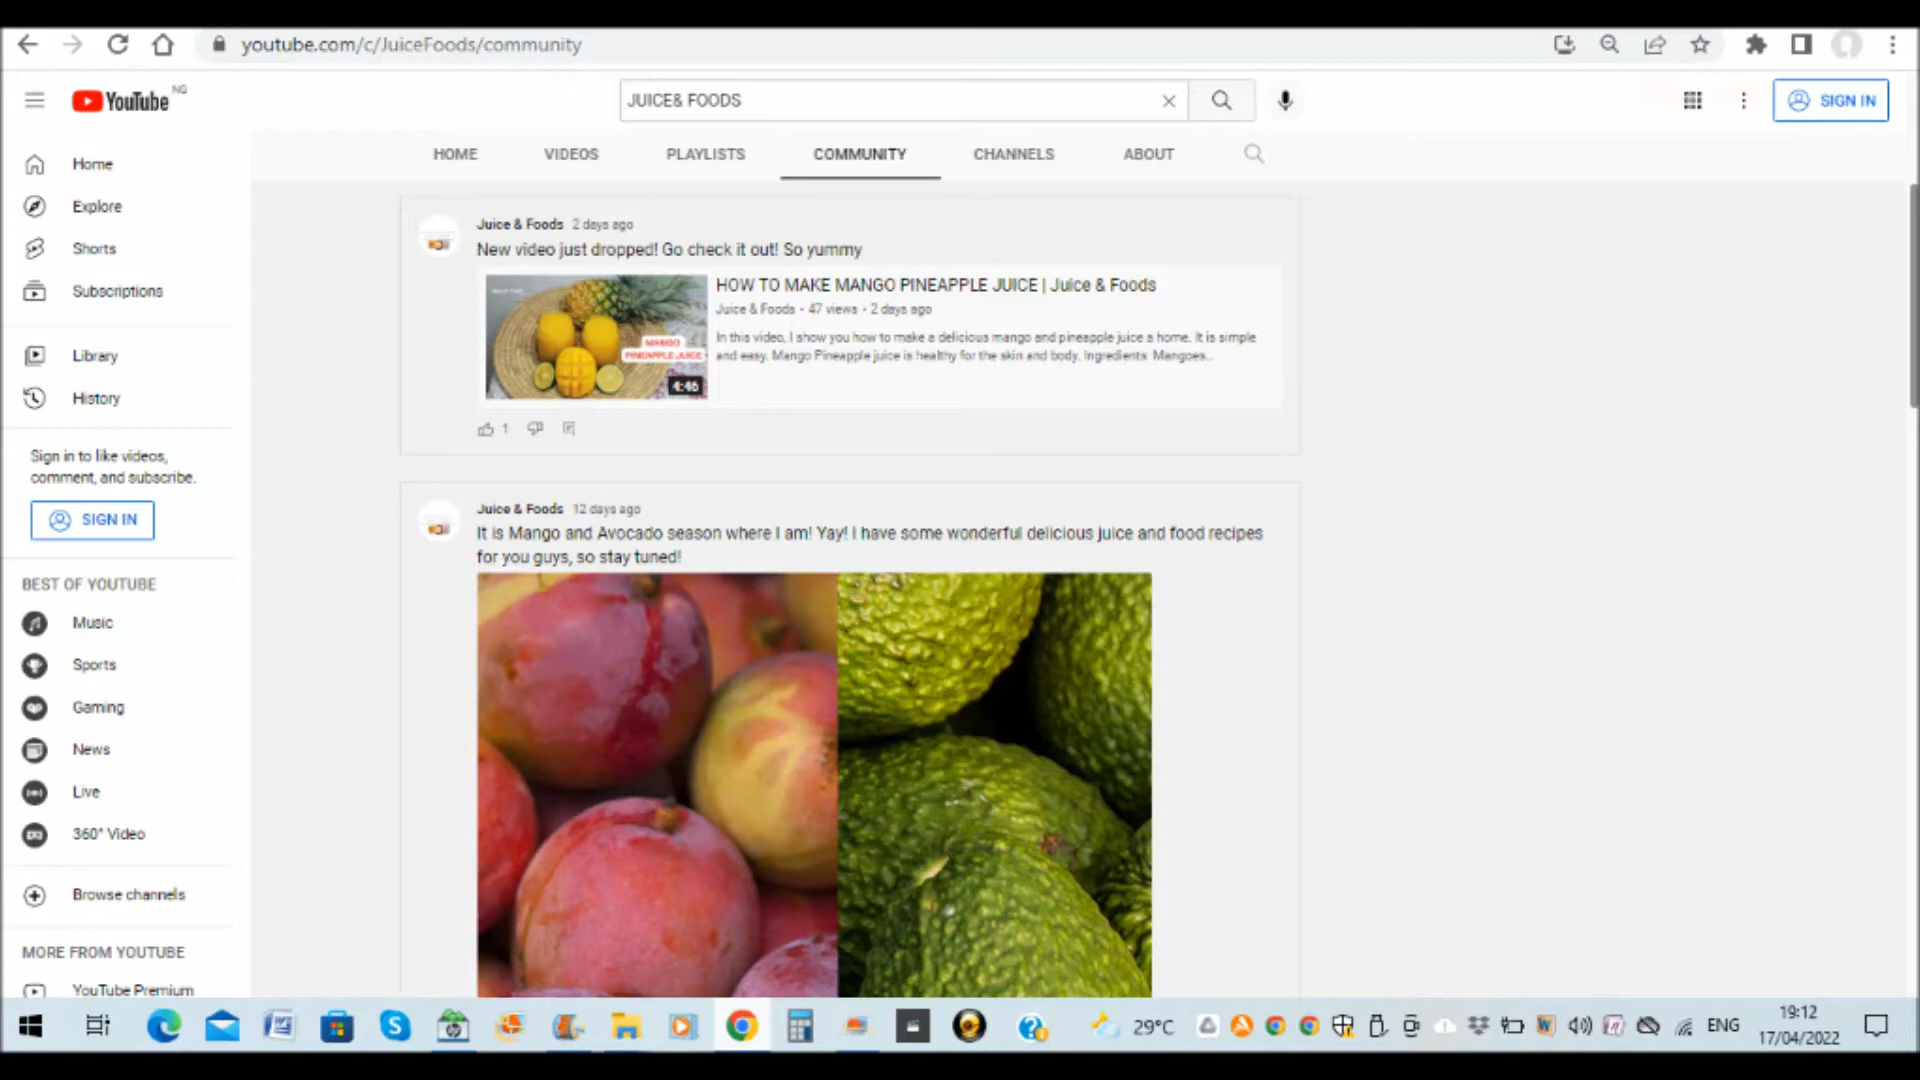 youtube.com/c/JuiceFoods/community
YouTube NG
JUICE& FOODS
SIGN IN
HOME VIDEOS PLAYLISTS COMMUNITY CHANNELS ABOUT
Home
Explore
Shorts
Subscriptions
Library
History
Sign in to like videos,
comment, and subscribe.
SIGN IN
BEST OF YOUTUBE
Music
Sports
Gaming
News
Live
360° Video
Browse channels
MORE FROM YOUTUBE
YouTube Premium
Juice & Foods 2 days ago
New video just dropped! Go check it out! So yummy
MANGO
PINEAPPLE JUICE
4:46
HOW TO MAKE MANGO PINEAPPLE JUICE | Juice & Foods
Juice & Foods • 47 views • 2 days ago
In this video, I show you how to make a delicious mango and pineapple juice a home. It is simple
and easy. Mango Pineapple juice is healthy for the skin and body. Ingredients Mangoes...
1
Juice & Foods 12 days ago
It is Mango and Avocado season where I am! Yay! I have some wonderful delicious juice and food recipes
for you guys, so stay tuned!
29°C
ENG
19:12
17/04/2022